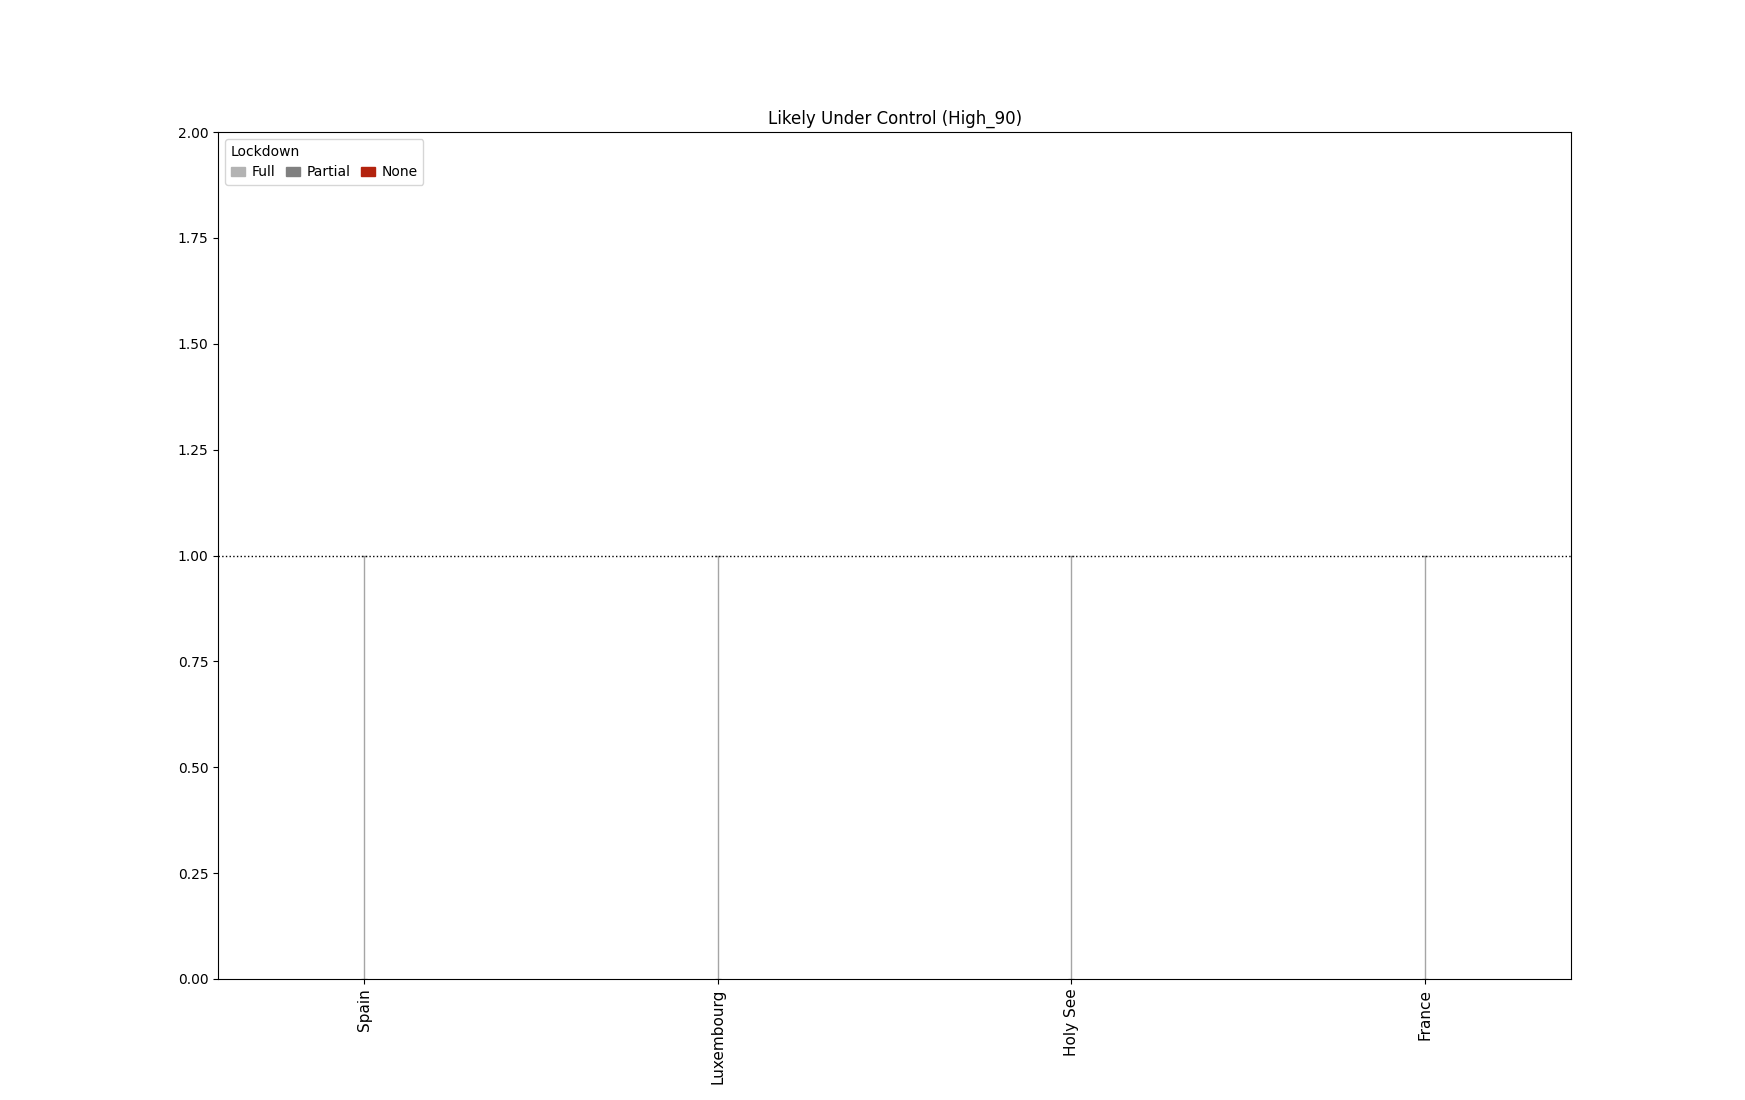 Likely Under Control (High_90)
2.00
Lockdown
Full Partial None
1.75
1.50
1.25
1.00
0.75
0.50
0.25
0.00
Spain
Luxembourg
Holy See
France